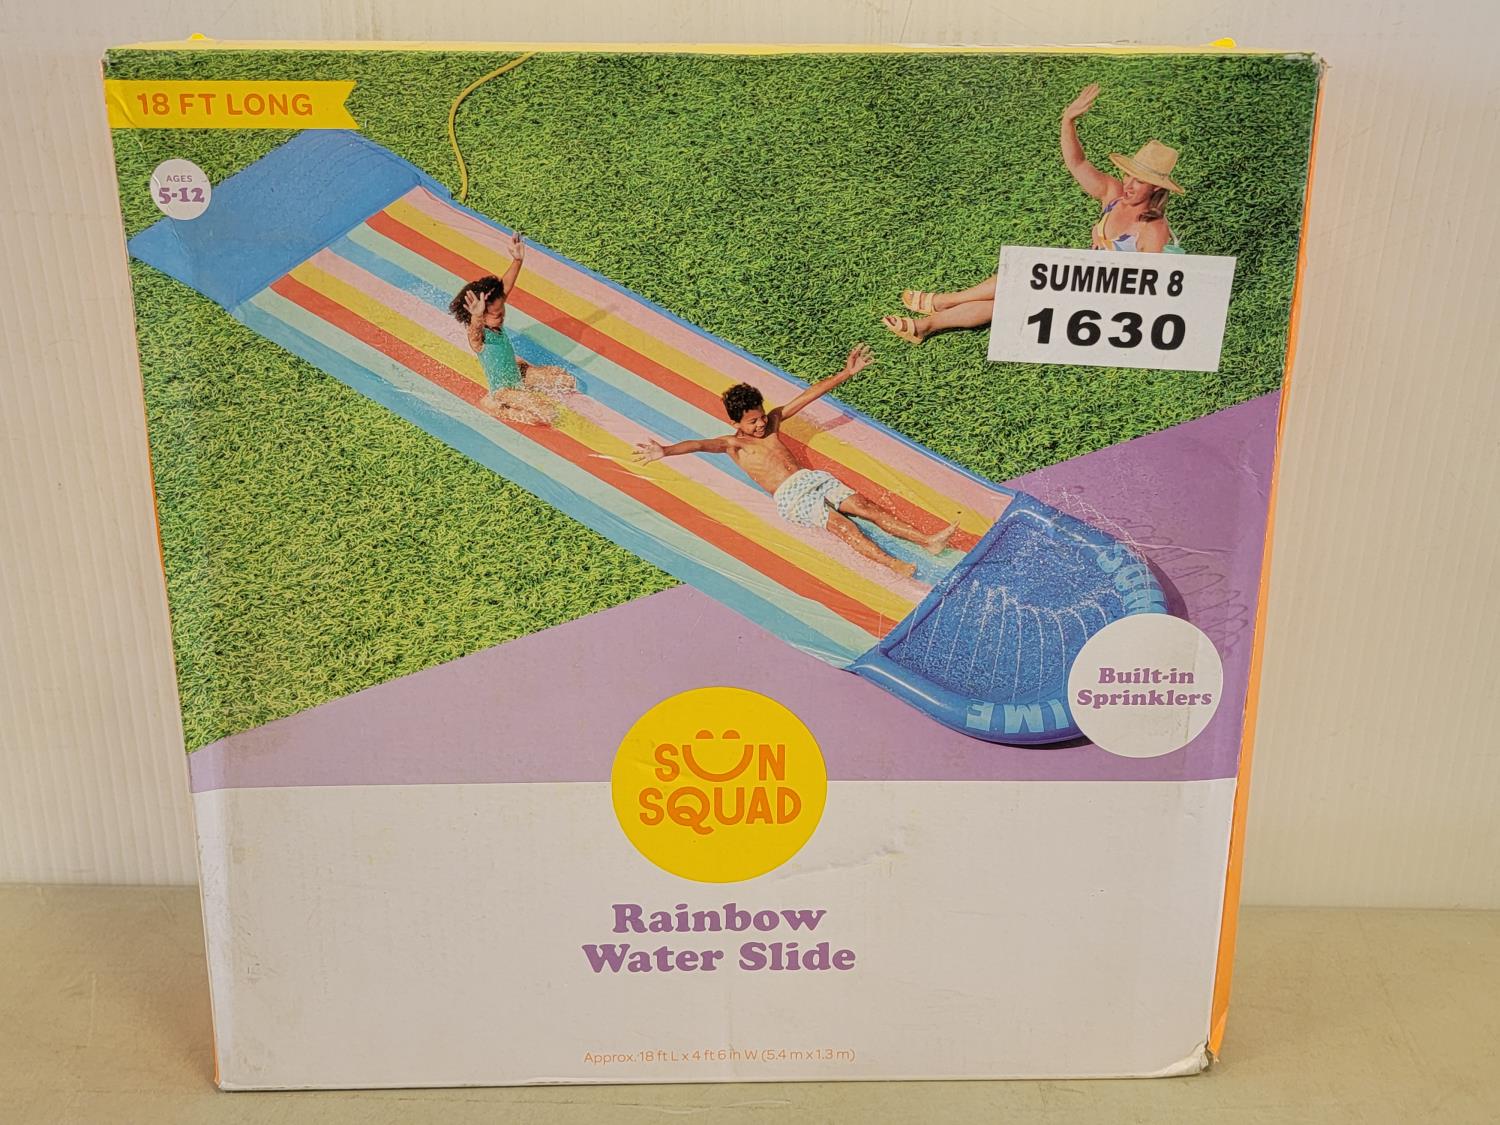 18 FT LONG
AGES
5-12
SUMMER 8
1630
Built-in
Sprinklers
SUN
SQUAD
Rainbow
Water Slide
Approx. 18 ft L x 4 ft 6 in W (5.4 m x 1.3 m)